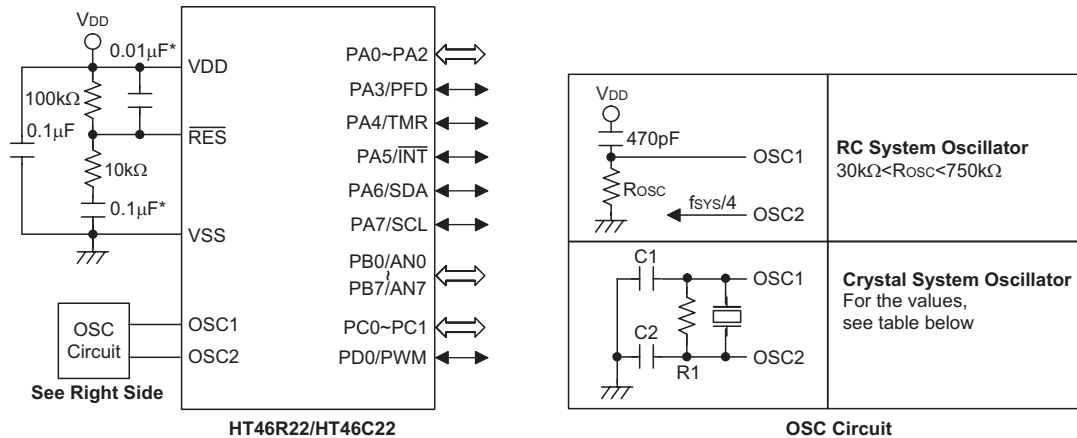 VDD
0.01μF*
VDD
100kΩ
0.1μF
RES
10kΩ
0.1μF*
VSS
OSC
Circuit
OSC1
OSC2
See Right Side
PA0~PA2
PA3/PFD
PA4/TMR
PA5/INT
PA6/SDA
PA7/SCL
PB0/AN0
~
PB7/AN7
PC0~PC1
PD0/PWM
HT46R22/HT46C22
VDD
470pF
OSC1
ROSC
fSYS/4
OSC2
RC System Oscillator
30kΩ<ROSC<750kΩ
C1
OSC1
C2
R1
OSC2
Crystal System Oscillator
For the values,
see table below
OSC Circuit